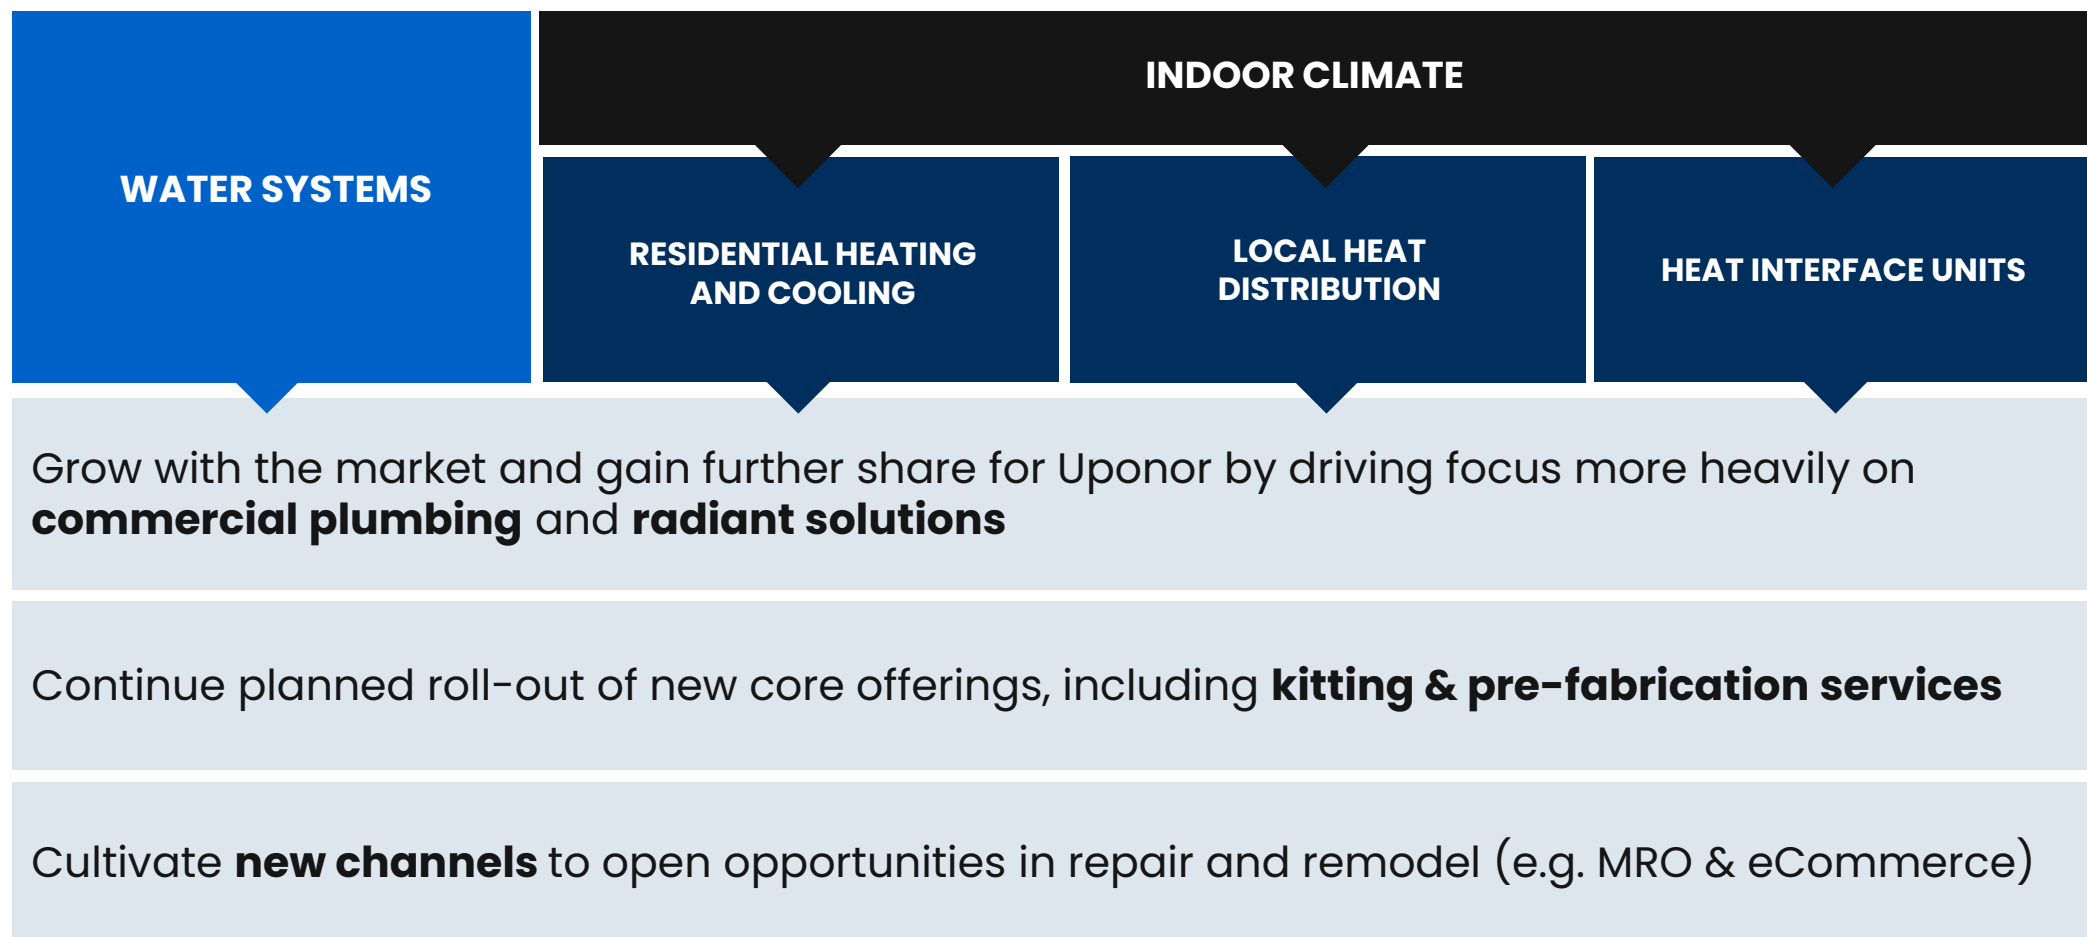 INDOOR CLIMATE
WATER SYSTEMS
RESIDENTIAL HEATING
AND COOLING
LOCAL HEAT
DISTRIBUTION
HEAT INTERFACE UNITS
Grow with the market and gain further share for Uponor by driving focus more heavily on
commercial plumbing and radiant solutions
Continue planned roll-out of new core offerings, including kitting & pre-fabrication services
Cultivate new channels to open opportunities in repair and remodel (e.g. MRO & eCommerce)